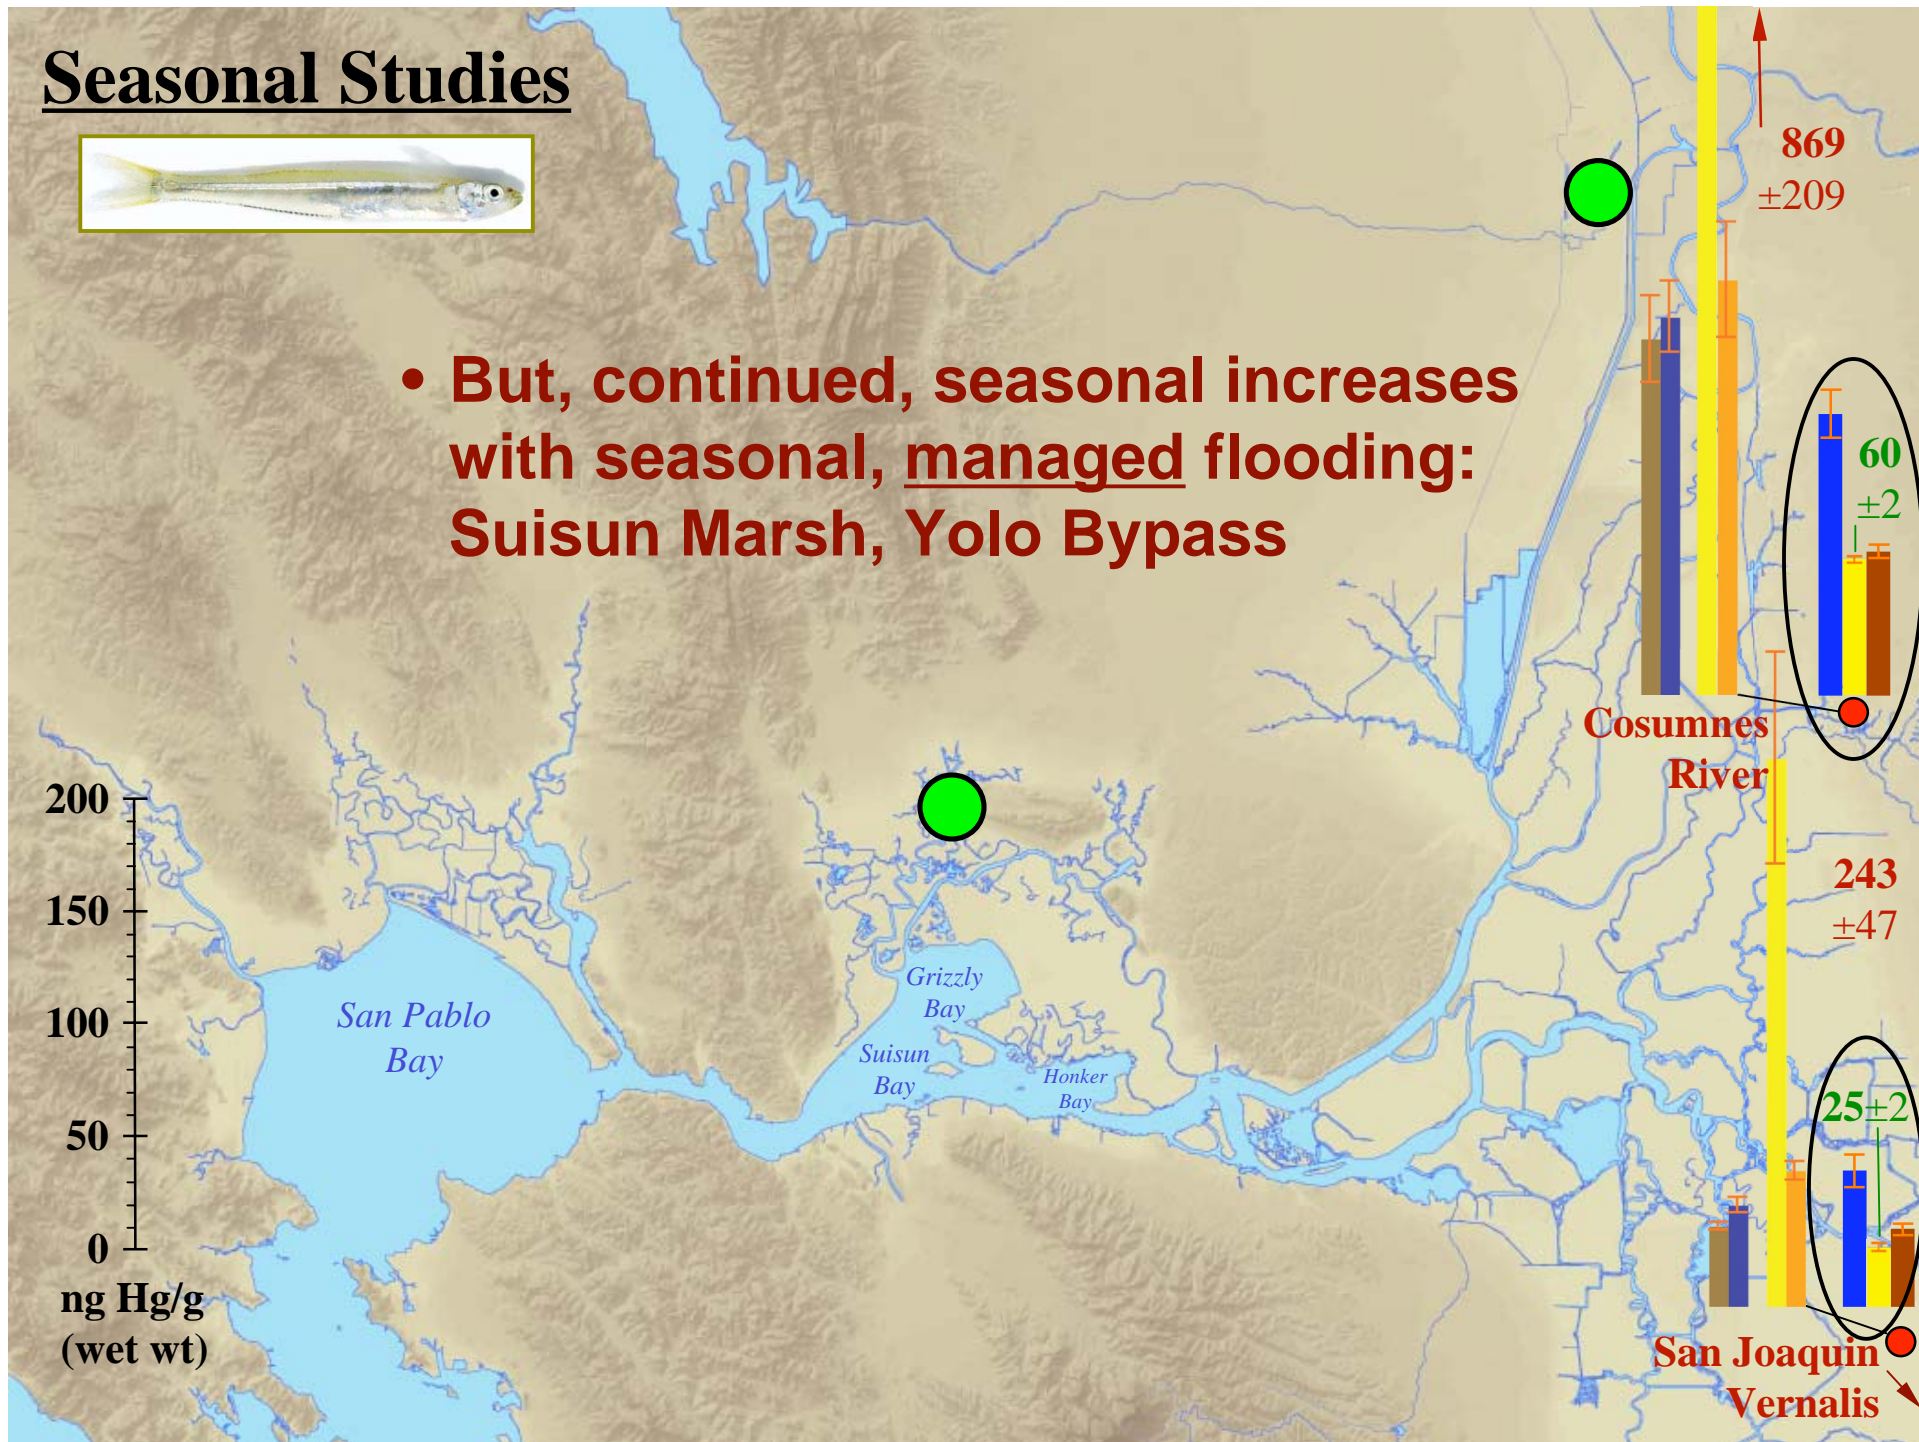 Seasonal Studies
869
±209
• But, continued, seasonal increases
with seasonal, managed flooding:
Suisun Marsh, Yolo Bypass
60
±2
Cosumnes
River
200
150
100
50
0
ng Hg/g
(wet wt)
243
±47
Grizzly
Bay
San Pablo
Bay
Suisun
Bay
Honker
Bay
25±2
San Joaquin
Vernalis